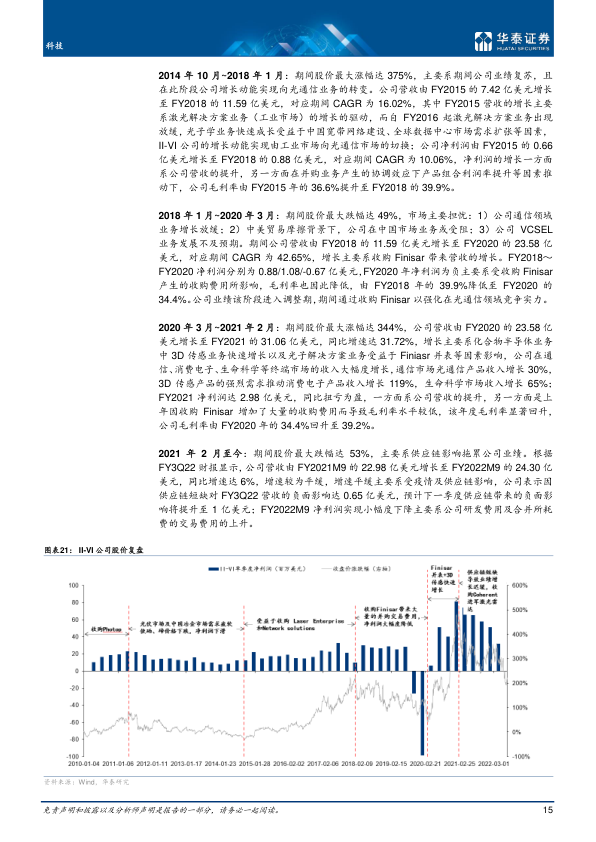 华泰证券
HUATAI SECURITIES
科技
2014 年 10 月~2018 年 1 月：期间股价最大涨幅达 375%，主要系期间公司业绩复苏，且
在此阶段公司增长动能实现向光通信业务的转变。公司营收由 FY2015 的 7.42 亿美元增长
至 FY2018 的 11.59 亿美元，对应期间 CAGR 为 16.02%，其中 FY2015 营收的增长主要
系激光解决方案业务（工业市场）的增长的驱动，而自 FY2016 起激光解决方案业务出现
放缓，光子学业务快速成长受益于中国宽带网络建设、全球数据中心市场需求扩张等因素，
II-VI 公司的增长动能实现由工业市场向光通信市场的切换；公司净利润由 FY2015 的 0.66
亿美元增长至 FY2018 的 0.88 亿美元，对应期间 CAGR 为 10.06%，净利润的增长一方面
系公司营收的提升，另一方面在并购业务产生的协调效应下产品组合利润率提升等因素推
动下，公司毛利率由 FY2015 年的 36.6%提升至 FY2018 的 39.9%。
2018 年 1 月~2020 年 3 月：期间股价最大跌幅达 49%，市场主要担忧：1）公司通信领域
业务增长放缓；2）中美贸易摩擦背景下，公司在中国市场业务或受阻；3）公司 VCSEL
业务发展不及预期。期间公司营收由 FY2018 的 11.59 亿美元增长至 FY2020 的 23.58 亿
美元，对应期间 CAGR 为 42.65%，增长主要系收购 Finisar 带来营收的增长。FY2018～
FY2020 净利润分别为 0.88/1.08/-0.67 亿美元，FY2020 年净利润为负主要系受收购 Finisar
产生的收购费用所影响，毛利率也因此降低，由 FY2018 年的 39.9%降低至 FY2020 的
34.4%。公司业绩该阶段进入调整期，期间通过收购 Finisar 以强化在光通信领域竞争实力。
2020 年 3 月~2021 年 2 月：期间股价最大涨幅达 344%，公司营收由 FY2020 的 23.58 亿
美元增长至 FY2021 的 31.06 亿美元，同比增速达 31.72%，增长主要系化合物半导体业务
中 3D 传感业务快速增长以及光子解决方案业务受益于 Finiasr 并表等因素影响，公司在通
信、消费电子、生命科学等终端市场的收入大幅度增长，通信市场光通信产品收入增长 30%，
3D 传感产品的强烈需求推动消费电子产品收入增长 119%，生命科学市场收入增长 65%；
FY2021 净利润达 2.98 亿美元，同比扭亏为盈，一方面系公司营收的提升，另一方面是上
年因收购 Finisar 增加了大量的收购费用而导致毛利率水平较低，该年度毛利率显著回升，
公司毛利率由 FY2020 年的 34.4%回升至 39.2%。
2021 年 2 月至今：期间股价最大跌幅达 53%，主要系供应链影响拖累公司业绩。根据
FY3Q22 财报显示，公司营收由 FY2021M9 的 22.98 亿美元增长至 FY2022M9 的 24.30 亿
美元，同比增速达 6%，增速较为平缓，增速平缓主要系受疫情及供应链影响，公司表示因
供应链短缺对 FY3Q22 营收的负面影响达 0.65 亿美元，预计下一季度供应链带来的负面影
响将提升至 1 亿美元；FY2022M9 净利润实现小幅度下降主要系公司研发费用及合并所耗
费的交易费用的上升。
图表21： II-VI 公司股价复盘
II-VI单季度净利润（百万美元）
收盘价涨跌幅（右轴）
收购Photop
光伏市场及中国冶金市场需求疲软
使硒、碲价格下跌，净利润下滑
受益于收购 Laser Enterprise
和Network solutions
收购Finisar带来大
量的并购交易费用，
净利润大幅度降低
Finisar
并表+3D
传感快速
增长
供应链短缺
导致业绩增
长迟缓，收
购Coherent
进军激光雷
达
100
80
60
40
20
0
-20
-40
-60
-80
-100
600%
500%
400%
300%
200%
100%
0%
-100%
2010-01-04 2011-01-06 2012-01-11 2013-01-17 2014-01-23 2015-01-28 2016-02-02 2017-02-06 2018-02-09 2019-02-15 2020-02-21 2021-02-25 2022-03-01
资料来源：Wind，华泰研究
免责声明和披露以及分析师声明是报告的一部分，请务必一起阅读。
15